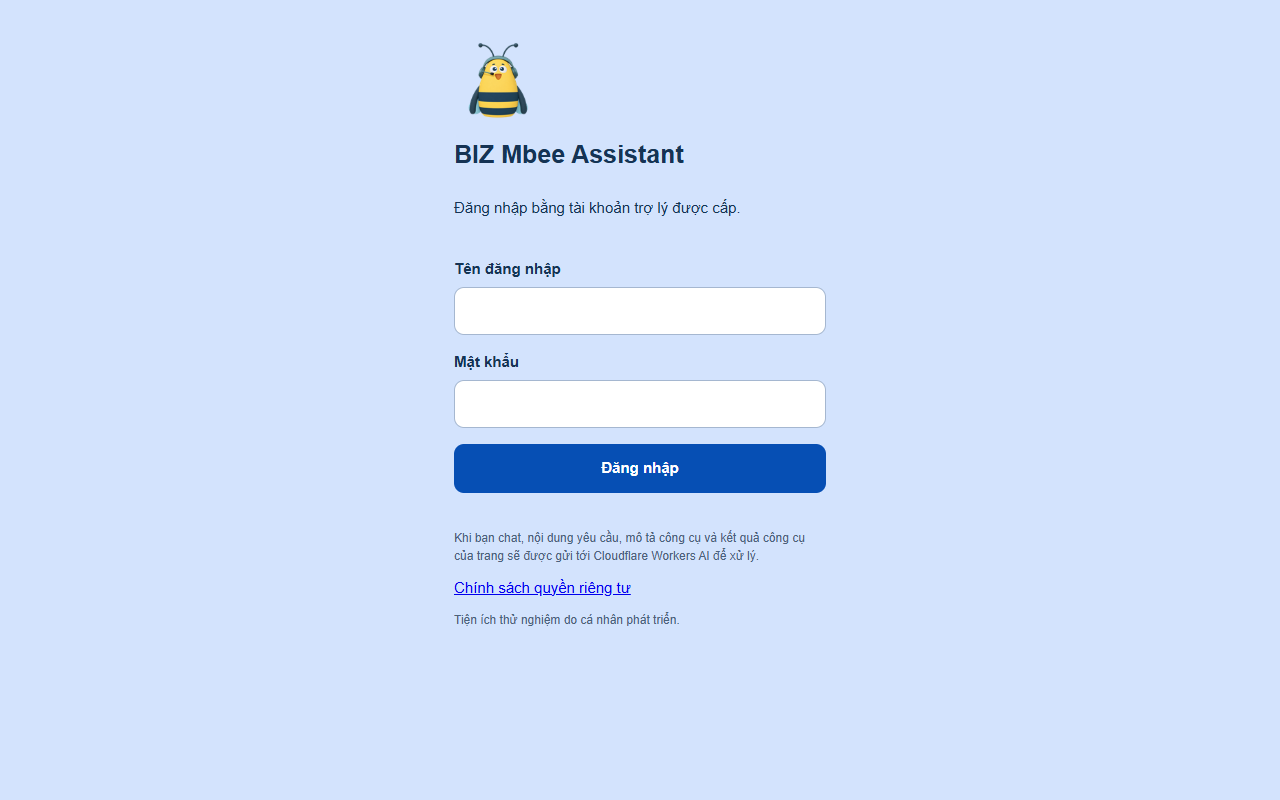 BIZ Mbee Assistant
Đăng nhập bằng tài khoản trợ lý được cấp.
Tên đăng nhập
Mật khẩu
Đăng nhập
Khi bạn chat, nội dung yêu cầu, mô tả công cụ và kết quả công cụ
của trang sẽ được gửi tới Cloudflare Workers AI để xử lý.
Chính sách quyền riêng tư
Tiện ích thử nghiệm do cá nhân phát triển.